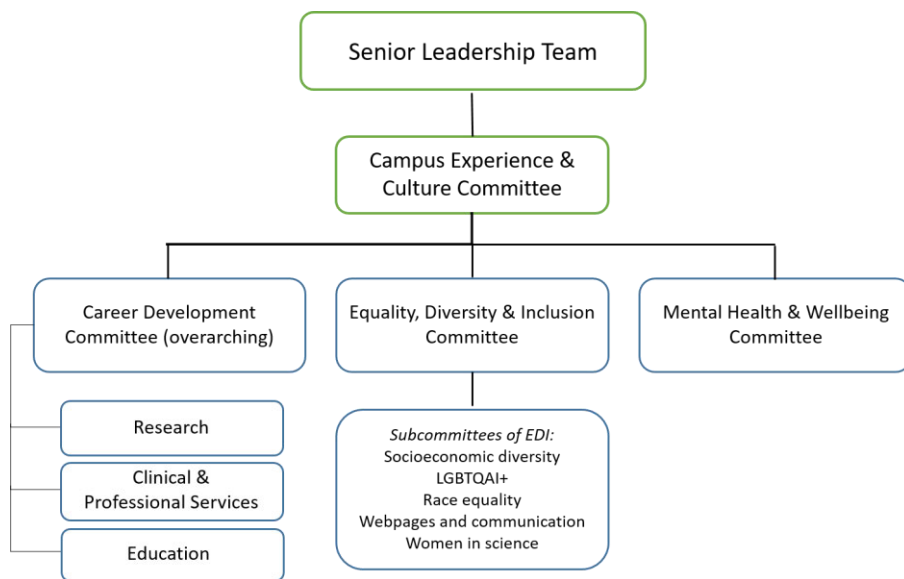 Senior Leadership Team
Campus Experience &
Culture Committee
Career Development
Committee (overarching)
Equality, Diversity & Inclusion
Committee
Mental Health & Wellbeing
Committee
Research
Clinical &
Professional Services
Education
Subcommittees of EDI:
Socioeconomic diversity
LGBTQAI+
Race equality
Webpages and communication
Women in science